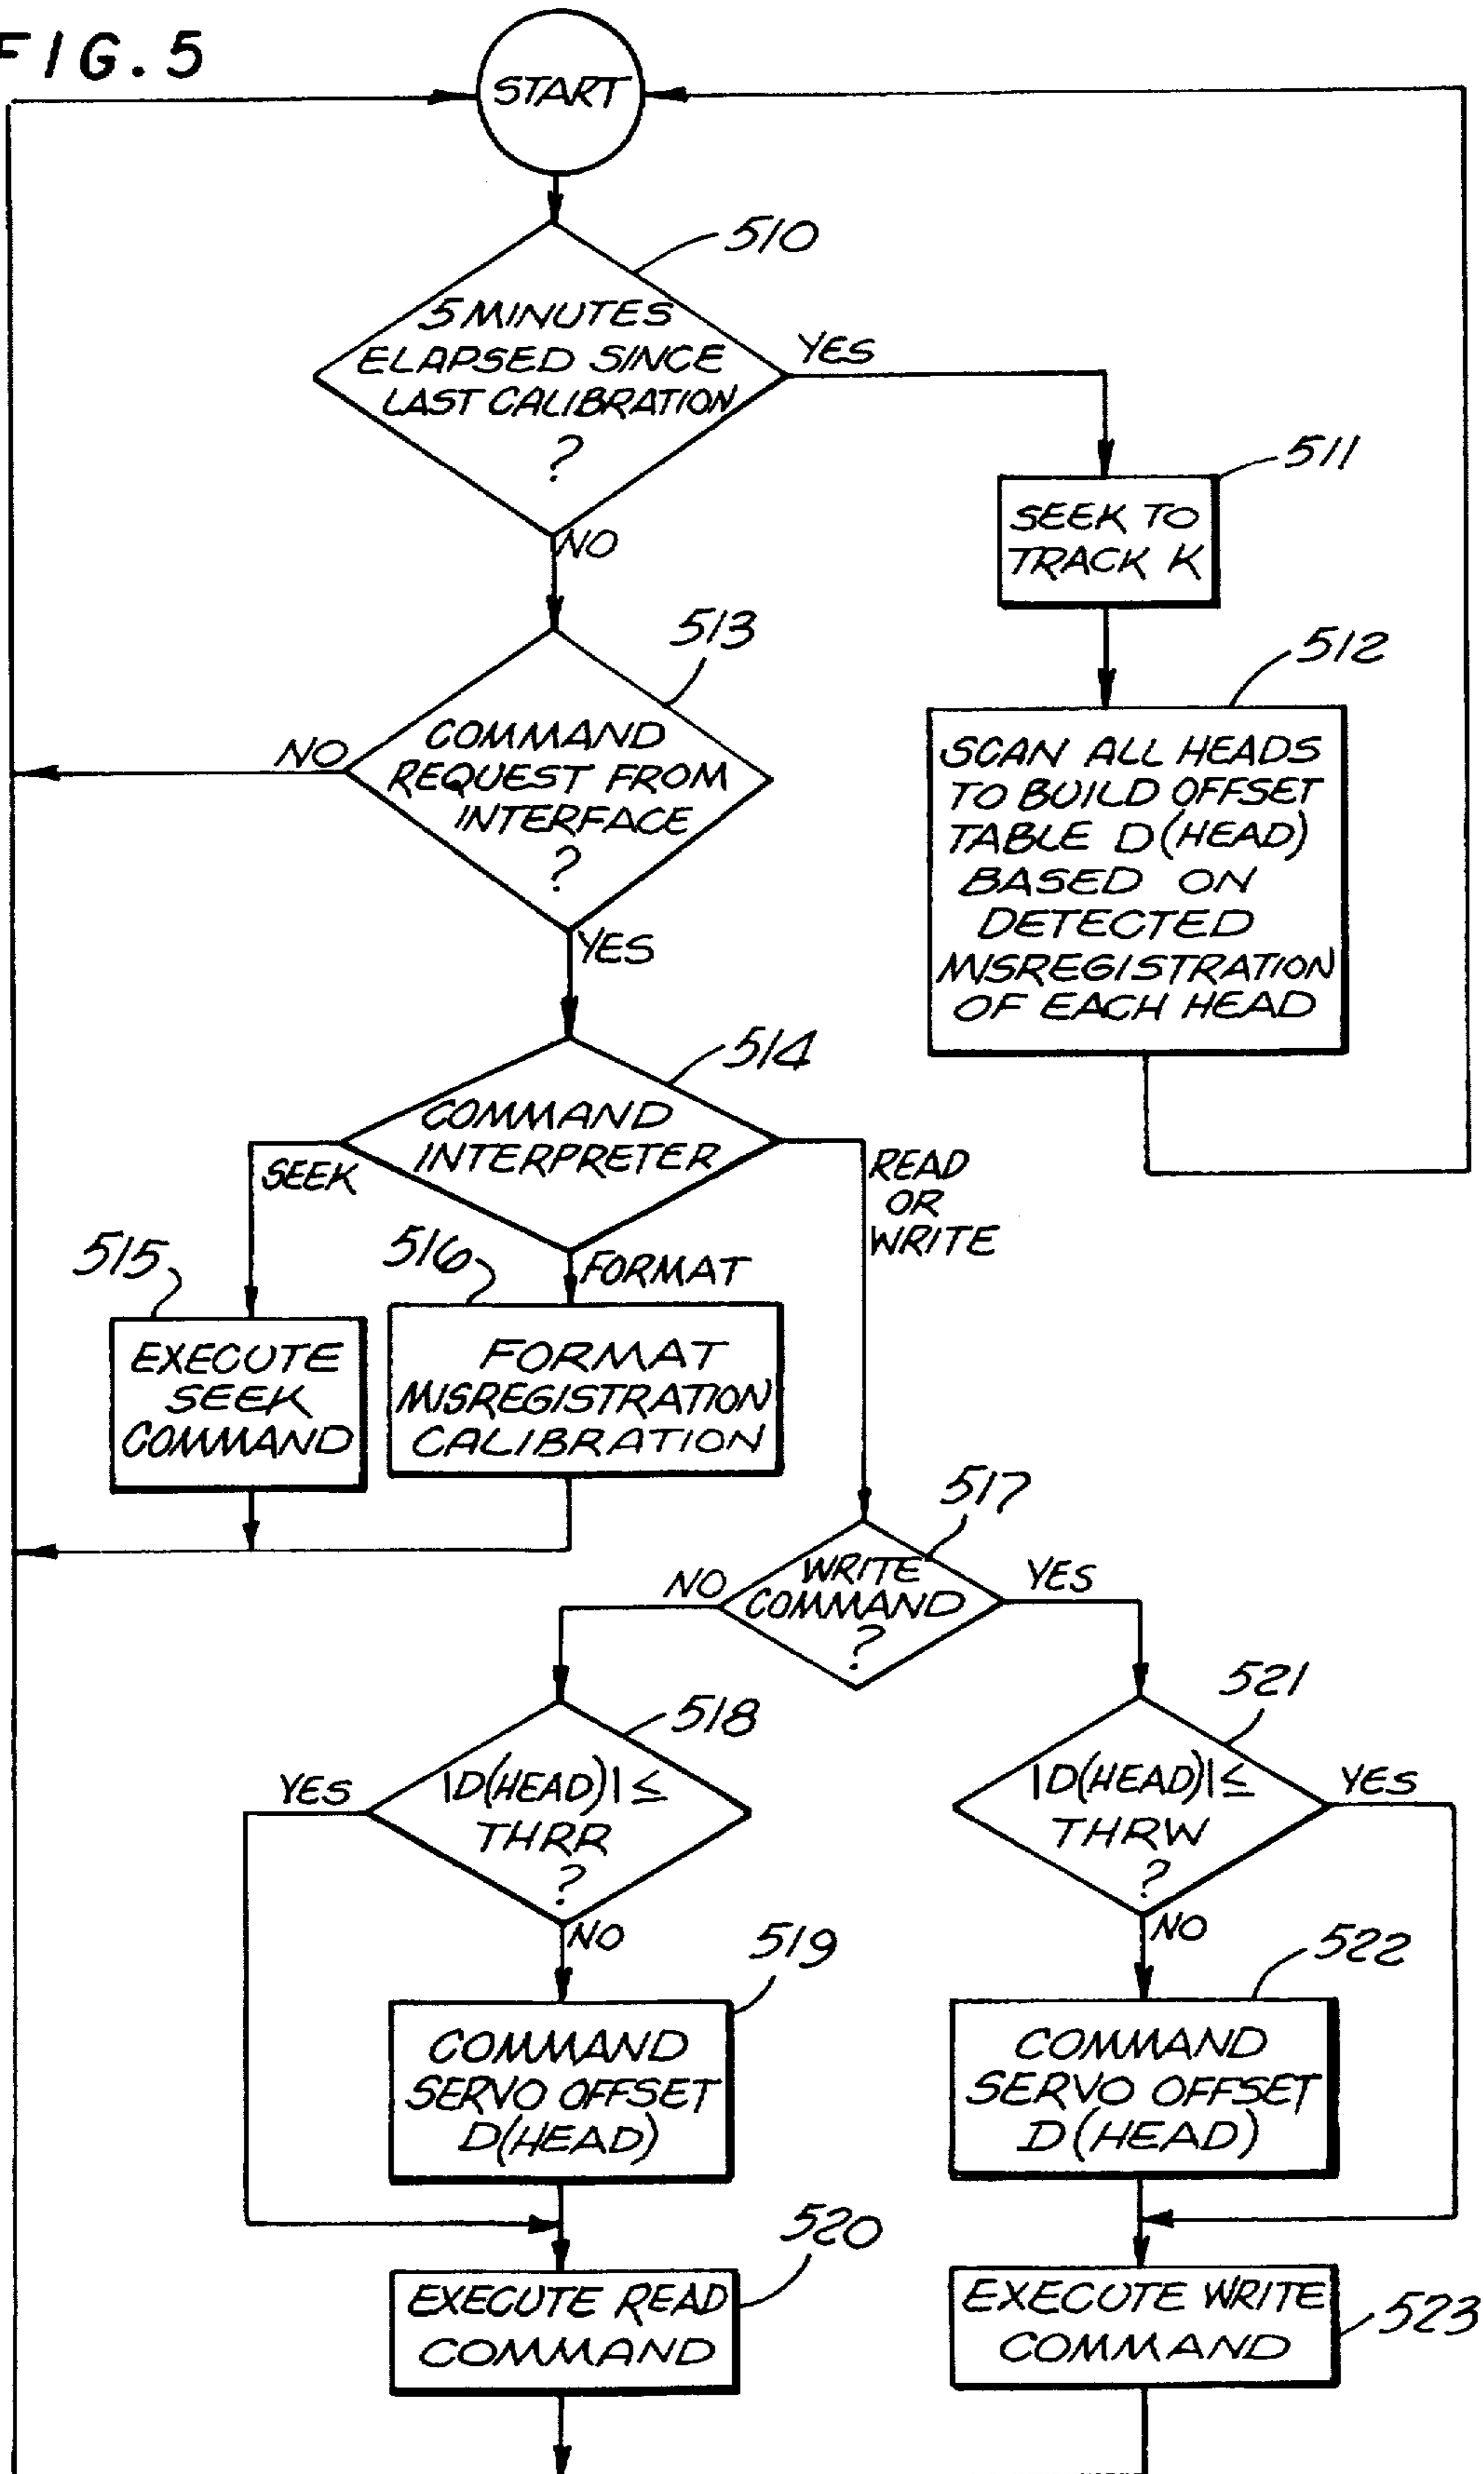 FIG. 5
START
510
5 MINUTES
ELAPSED SINCE
LAST CALIBRATION
?
YES
NO
511
SEEK TO
TRACK K
512
SCAN ALL HEADS
TO BUILD OFFSET
TABLE D(HEAD)
BASED ON
DETECTED
MISREGISTRATION
OF EACH HEAD
513
COMMAND
REQUEST FROM
INTERFACE
?
NO
YES
514
COMMAND
INTERPRETER
SEEK
FORMAT
READ
OR
WRITE
515
EXECUTE
SEEK
COMMAND
516
FORMAT
MISREGISTRATION
CALIBRATION
517
WRITE
COMMAND
?
NO
YES
518
|D(HEAD)|≤
THRR
?
YES
NO
519
COMMAND
SERVO OFFSET
D(HEAD)
520
EXECUTE READ
COMMAND
521
|D(HEAD)|≤
THRW
?
YES
NO
522
COMMAND
SERVO OFFSET
D(HEAD)
EXECUTE WRITE
COMMAND
523